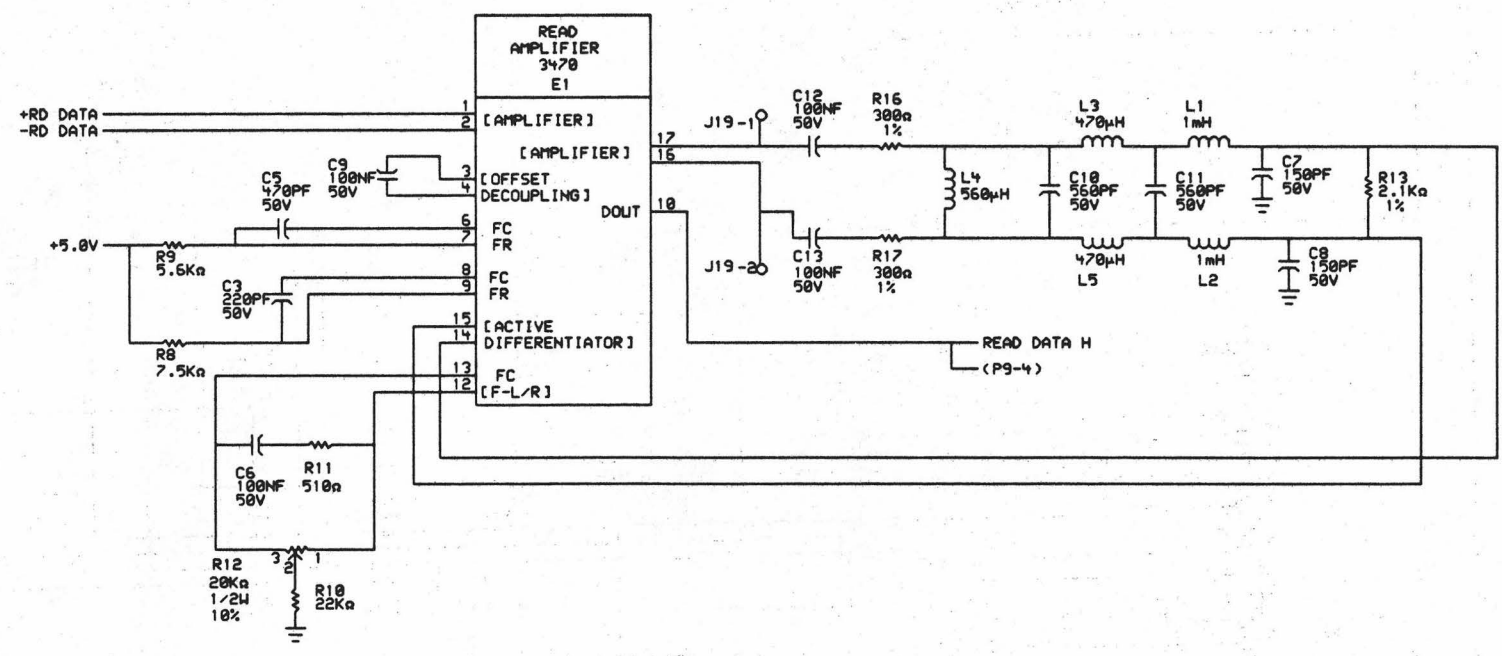 READ
AMPLIFIER
3470
E1
+RD DATA
-RD DATA
1
2
[AMPLIFIER]
[AMPLIFIER]
17
16
C9
100NF
50V
3
4
[OFFSET
DECOUPLING]
C5
470PF
50V
6
7
FC
FR
DOUT
10
+5.0V
R9
5.6KΩ
C3
220PF
50V
8
9
FC
FR
R8
7.5KΩ
15
14
[ACTIVE
DIFFERENTIATOR]
13
12
FC
[F-L/R]
C6
100NF
50V
R11
510Ω
3
2
1
R12
20KΩ
1/2W
10%
R10
22KΩ
J19-1
J19-2
C12
100NF
50V
R16
300Ω
1%
C13
100NF
50V
R17
300Ω
1%
L4
560μH
C10
560PF
50V
L3
470μH
470μH
L5
C11
560PF
50V
L1
1mH
1mH
L2
C7
150PF
50V
C8
150PF
50V
R13
2.1KΩ
1%
READ DATA H
(P9-4)